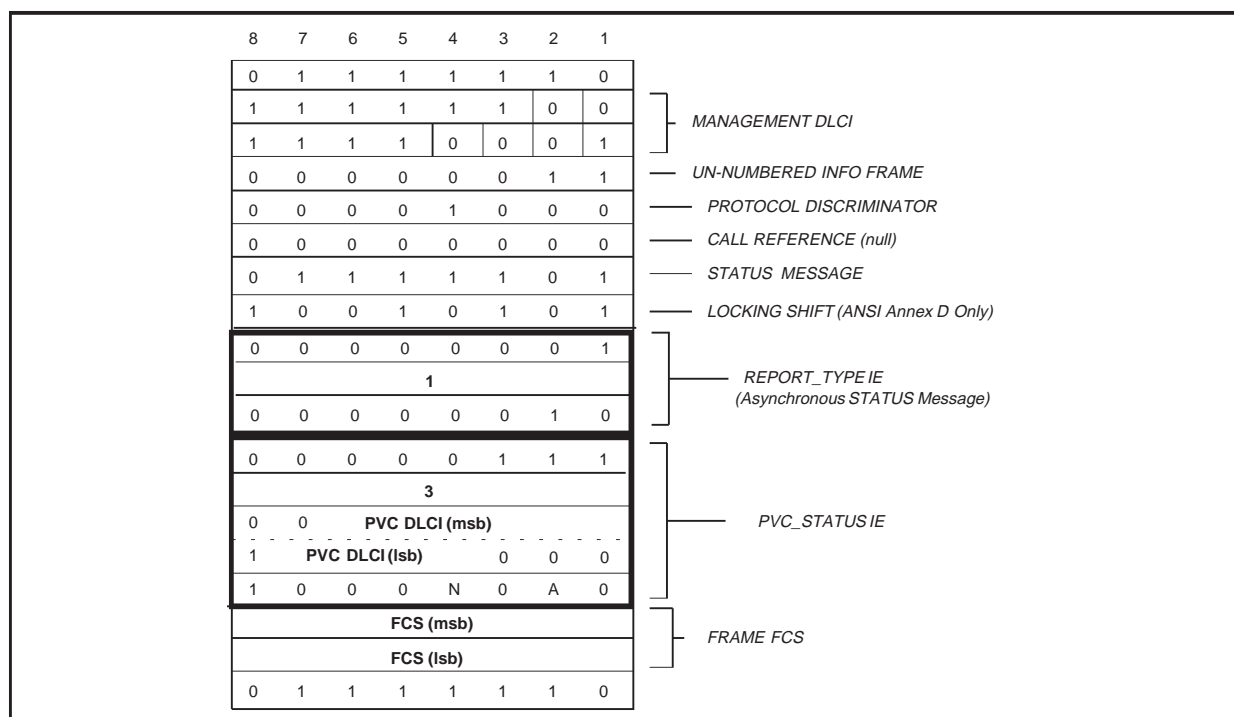 8 7 6 5 4 3 2 1
0 1 1 1 1 1 1 0
1 1 1 1 1 1 0 0
MANAGEMENT DLCI
1 1 1 1 0 0 0 1
0 0 0 0 0 0 1 1 UN-NUMBERED INFO FRAME
0 0 0 0 1 0 0 0 PROTOCOL DISCRIMINATOR
0 0 0 0 0 0 0 0 CALL REFERENCE (null)
0 1 1 1 1 1 0 1 STATUS MESSAGE
1 0 0 1 0 1 0 1 LOCKING SHIFT (ANSI Annex D Only)
0 0 0 0 0 0 0 1
1 REPORT_TYPE IE
(Asynchronous STATUS Message)
0 0 0 0 0 0 1 0
0 0 0 0 0 1 1 1
3
0 0 PVC DLCI (msb) PVC_STATUS IE
1 PVC DLCI (lsb) 0 0 0
1 0 0 0 N 0 A 0
FCS (msb)
FRAME FCS
FCS (lsb)
0 1 1 1 1 1 1 0